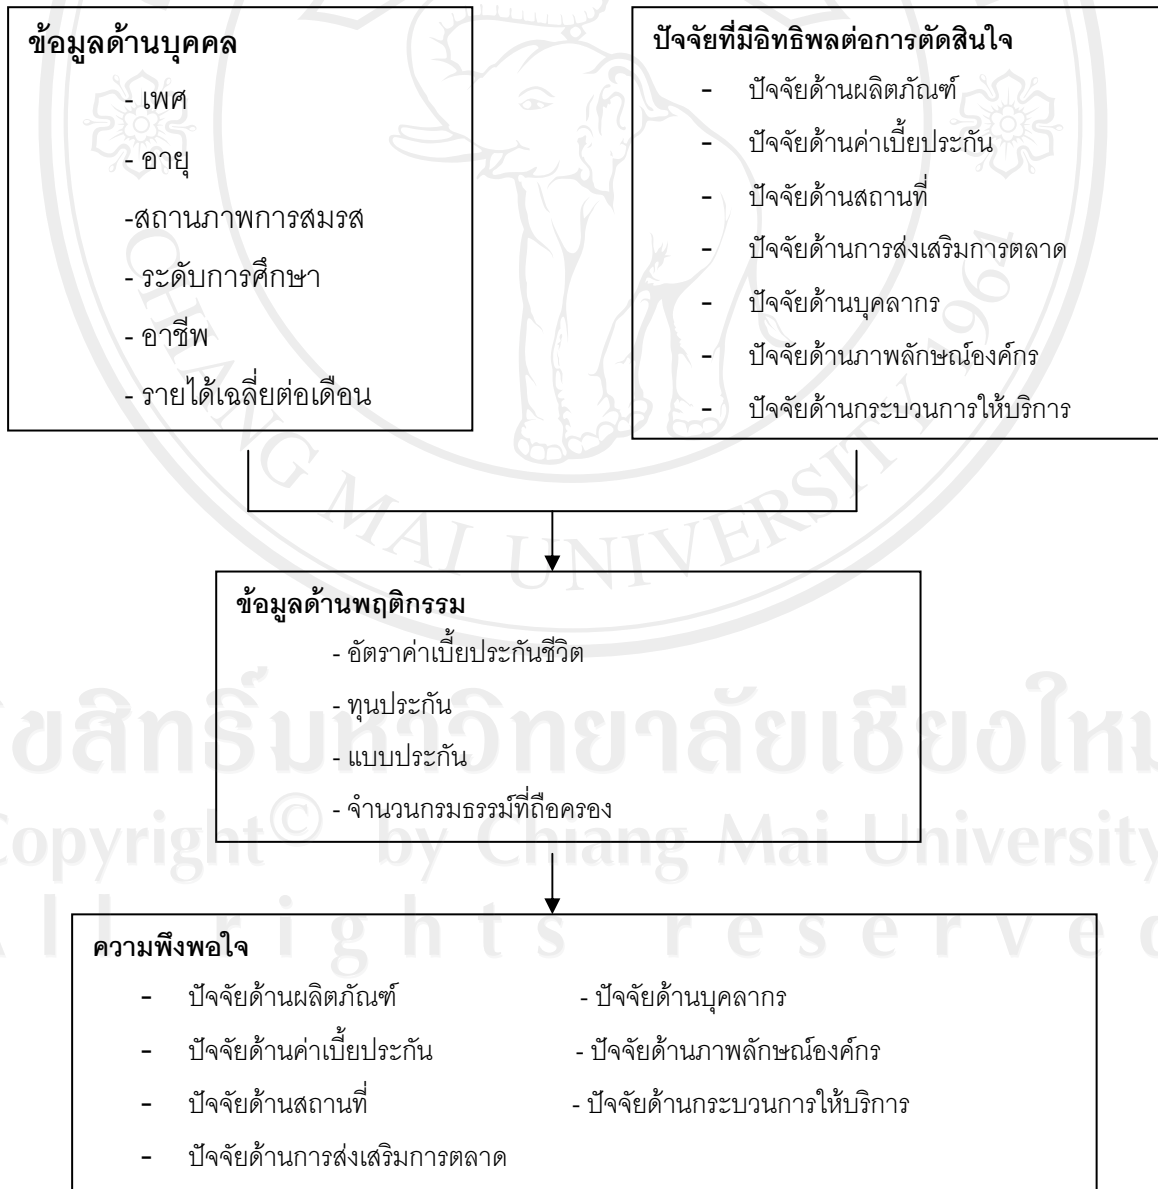 ข้อมูลด้านบุคคล
- เพศ
- อายุ
-สถานภาพการสมรส
- ระดับการศึกษา
- อาชีพ
- รายได้เฉลี่ยต่อเดือน
ปัจจัยที่มีอิทธิพลต่อการตัดสินใจ
- ปัจจัยด้านผลิตภัณฑ์
- ปัจจัยด้านค่าเบี้ยประกัน
- ปัจจัยด้านสถานที่
- ปัจจัยด้านการส่งเสริมการตลาด
- ปัจจัยด้านบุคลากร
- ปัจจัยด้านภาพลักษณ์องค์กร
- ปัจจัยด้านกระบวนการให้บริการ
CHIANG MAI UNIVERSITY 1964
ข้อมูลด้านพฤติกรรม
- อัตราค่าเบี้ยประกันชีวิต
- ทุนประกัน
- แบบประกัน
- จำนวนกรมธรรม์ที่ถือครอง
ขสิทธิ์มหาวิทยาลัยเชียงใหม
Copyright© by Chiang Mai University
All rights reserved
ความพึงพอใจ
- ปัจจัยด้านผลิตภัณฑ์ - ปัจจัยด้านบุคลากร
- ปัจจัยด้านค่าเบี้ยประกัน - ปัจจัยด้านภาพลักษณ์องค์กร
- ปัจจัยด้านสถานที่ - ปัจจัยด้านกระบวนการให้บริการ
- ปัจจัยด้านการส่งเสริมการตลาด